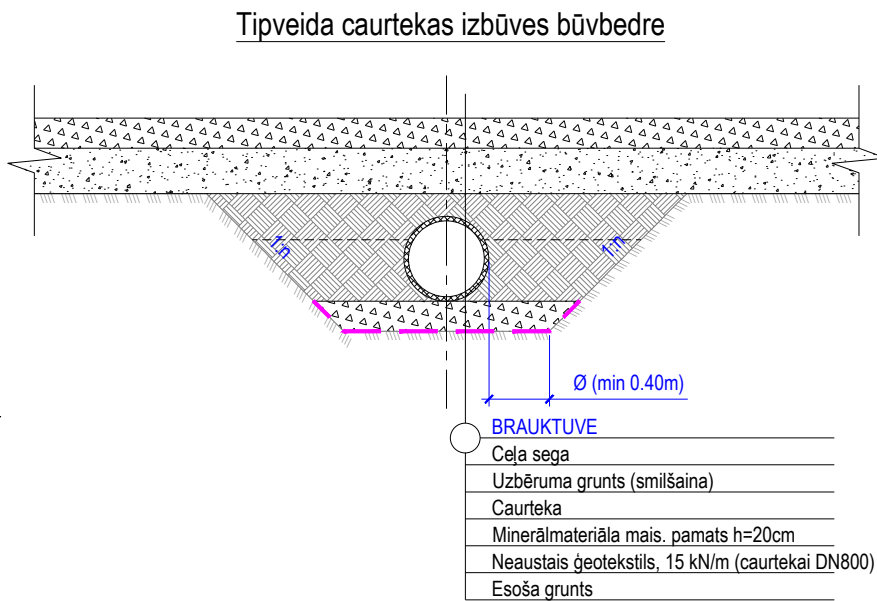 Tipveida caurtekas izbūves būvbedre
1:n
1:n
Ø (min 0.40m)
BRAUKTUVE
Ceļa sega
Uzbēruma grunts (smilšaina)
Caurteka
Minerālmateriāla mais. pamats h=20cm
Neaustais ģeotekstils, 15 kN/m (caurtekai DN800)
Esoša grunts